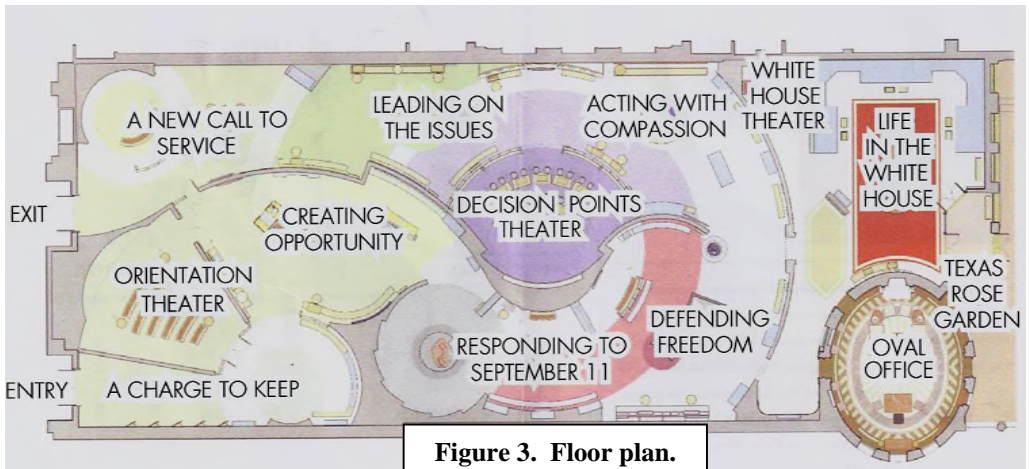 WHITE
HOUSE
THEATER
A NEW CALL TO
SERVICE
LEADING ON
THE ISSUES
ACTING WITH
COMPASSION
LIFE
IN THE
WHITE
HOUSE
EXIT
CREATING
OPPORTUNITY
DECISION POINTS
THEATER
ORIENTATION
THEATER
TEXAS
ROSE
GARDEN
RESPONDING TO
SEPTEMBER 11
DEFENDING
FREEDOM
OVAL
OFFICE
ENTRY
A CHARGE TO KEEP
Figure 3. Floor plan.